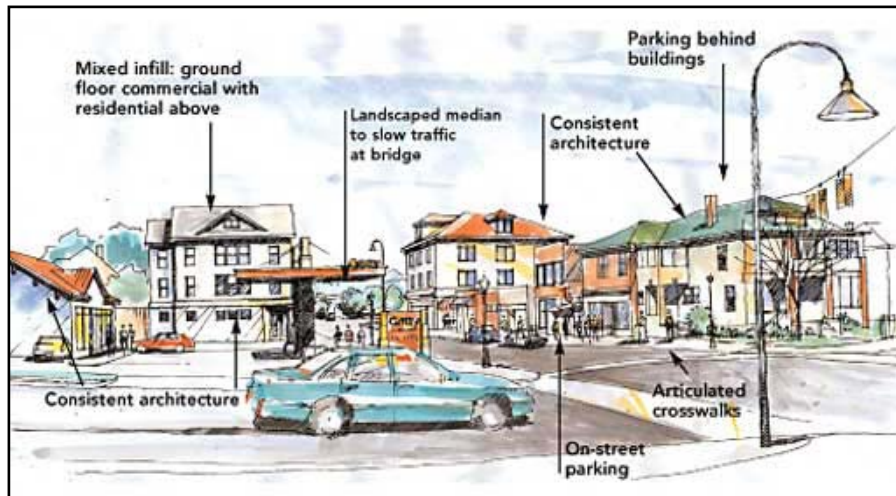 Mixed infill: ground
floor commercial with
residential above
Landscaped median
to slow traffic
at bridge
Consistent
architecture
Parking behind
buildings
Consistent architecture
Articulated
crosswalks
On-street
parking